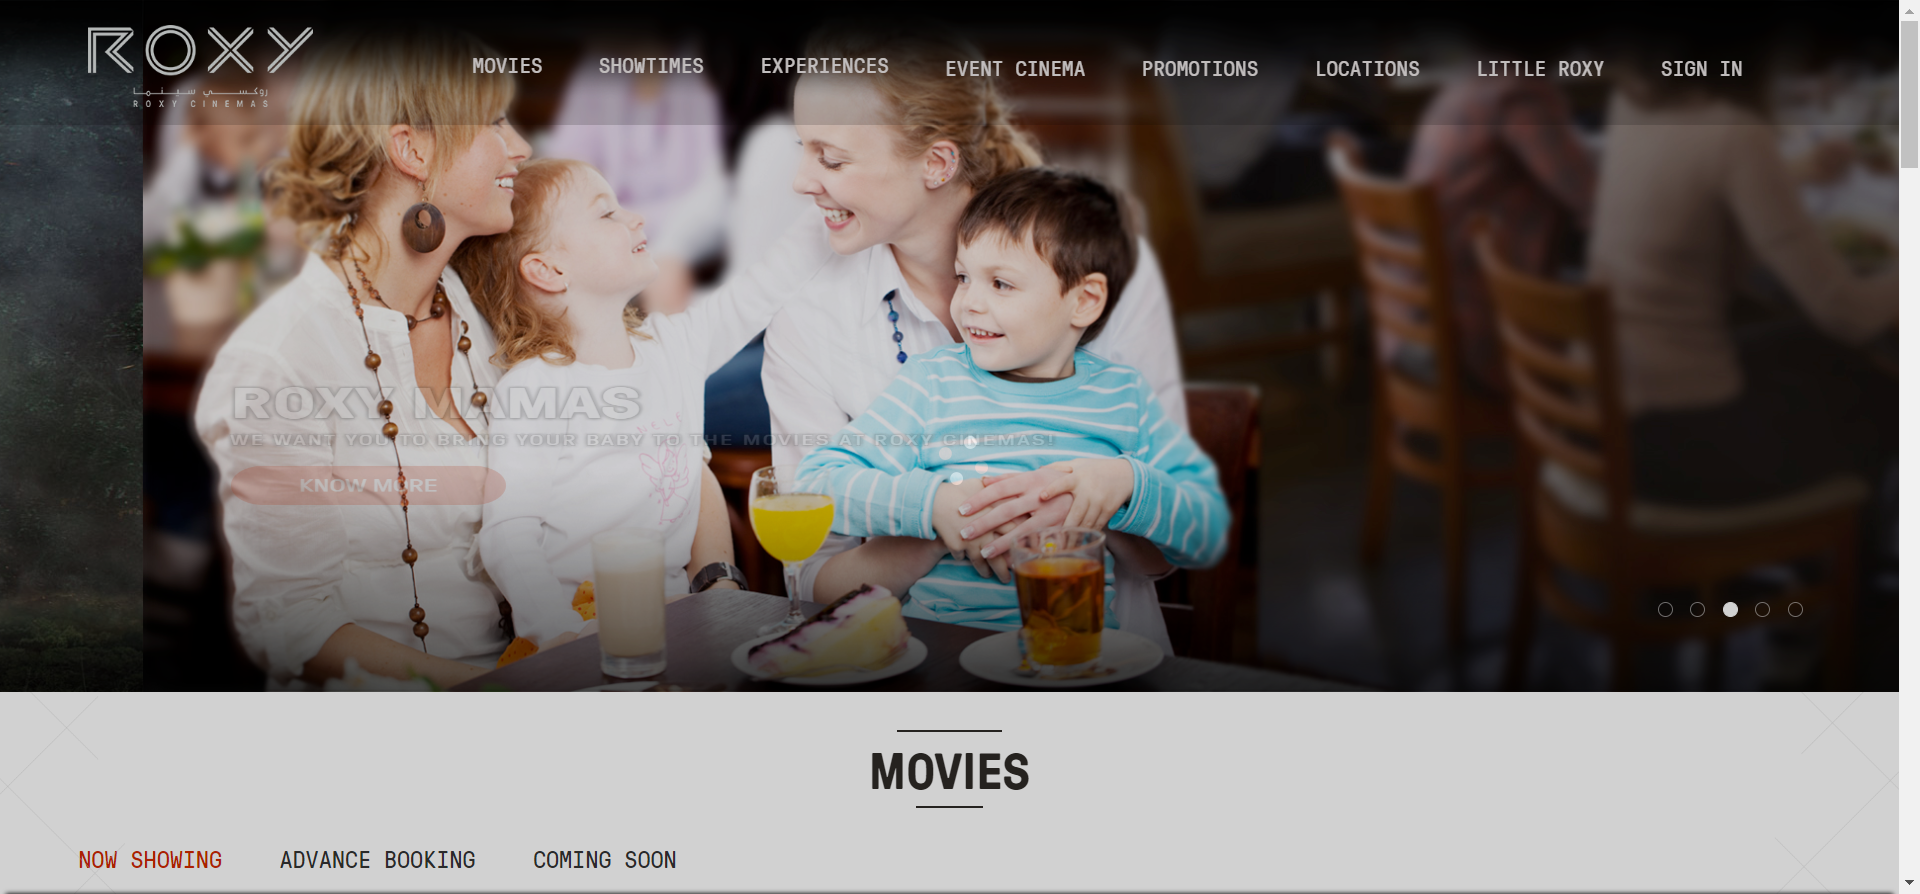 ROXY
روكسي سينما
ROXY CINEMAS
MOVIES
SHOWTIMES
EXPERIENCES
EVENT CINEMA
PROMOTIONS
LOCATIONS
LITTLE ROXY
SIGN IN
ROXY MAMAS
WE WANT YOU TO BRING YOUR BABY TO THE MOVIES AT ROXY CINEMAS!
KNOW MORE
MOVIES
NOW SHOWING
ADVANCE BOOKING
COMING SOON